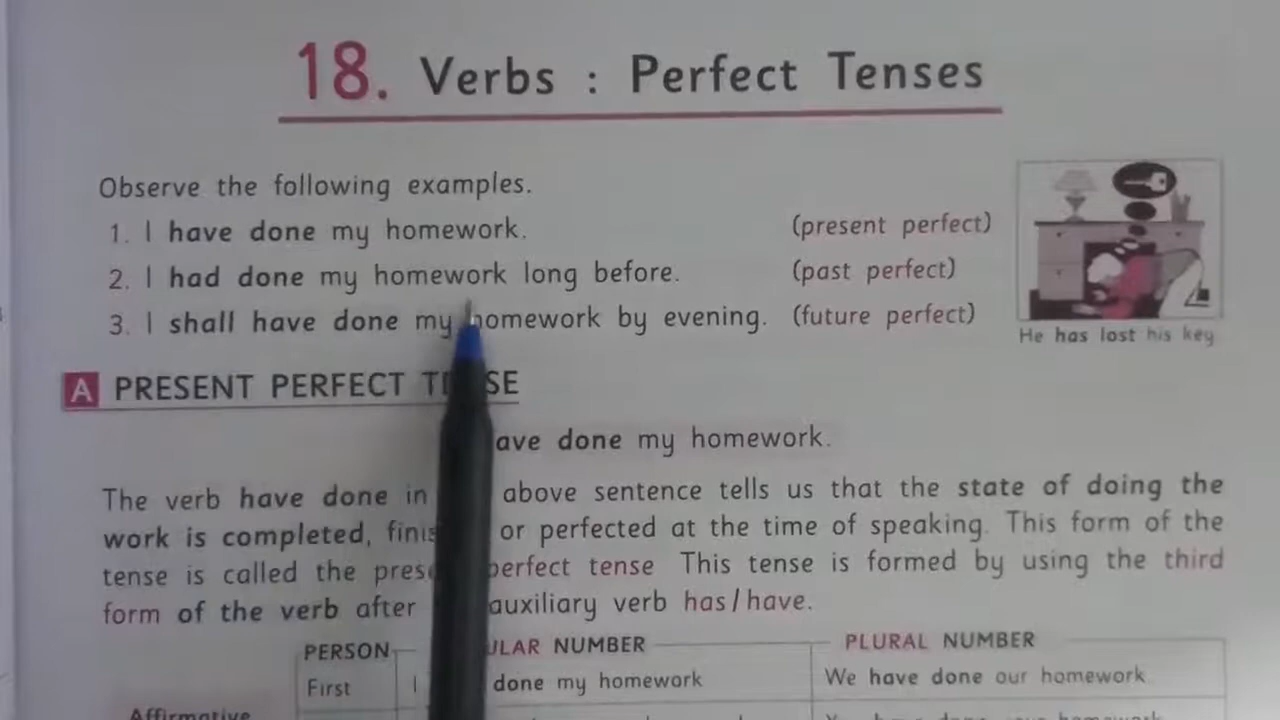 18. Verbs : Perfect Tenses
Observe the following examples.
1. I have done my homework. (present perfect)
2. I had done my homework long before. (past perfect)
3. I shall have done my homework by evening. (future perfect)
He has lost his key
A PRESENT PERFECT TENSE
have done my homework.
The verb have done in above sentence tells us that the state of doing the
work is completed, or perfected at the time of speaking. This form of the
tense is called the present perfect tense This tense is formed by using the third
form of the verb after auxiliary verb has/have.
PERSON SINGULAR NUMBER PLURAL NUMBER
First I done my homework We have done our homework
Affirmative